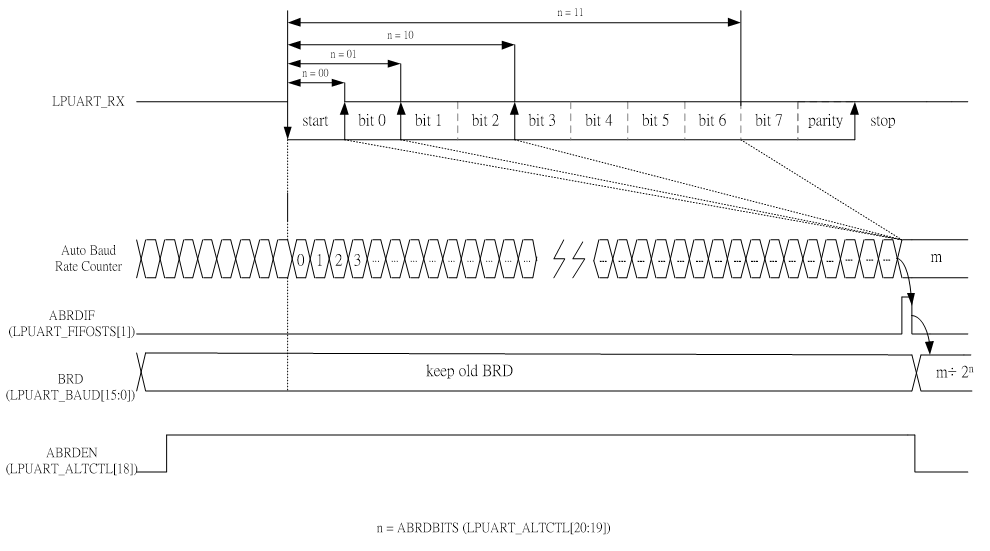 n = 11
n = 10
n = 01
n = 00
LPUART_RX
start bit 0 bit 1 bit 2 bit 3 bit 4 bit 5 bit 6 bit 7 parity stop
Auto Baud
Rate Counter
0 1 2 3 ... ... ... ... ... ... ... ... ... ... ... ... ... ... ... ... ... ... ... ... m
ABRDIF
(LPUART_FIFOSTS[1])
BRD
(LPUART_BAUD[15:0])
keep old BRD
m÷ 2ⁿ
ABRDEN
(LPUART_ALTCTL[18])
n = ABRDBITS (LPUART_ALTCTL[20:19])